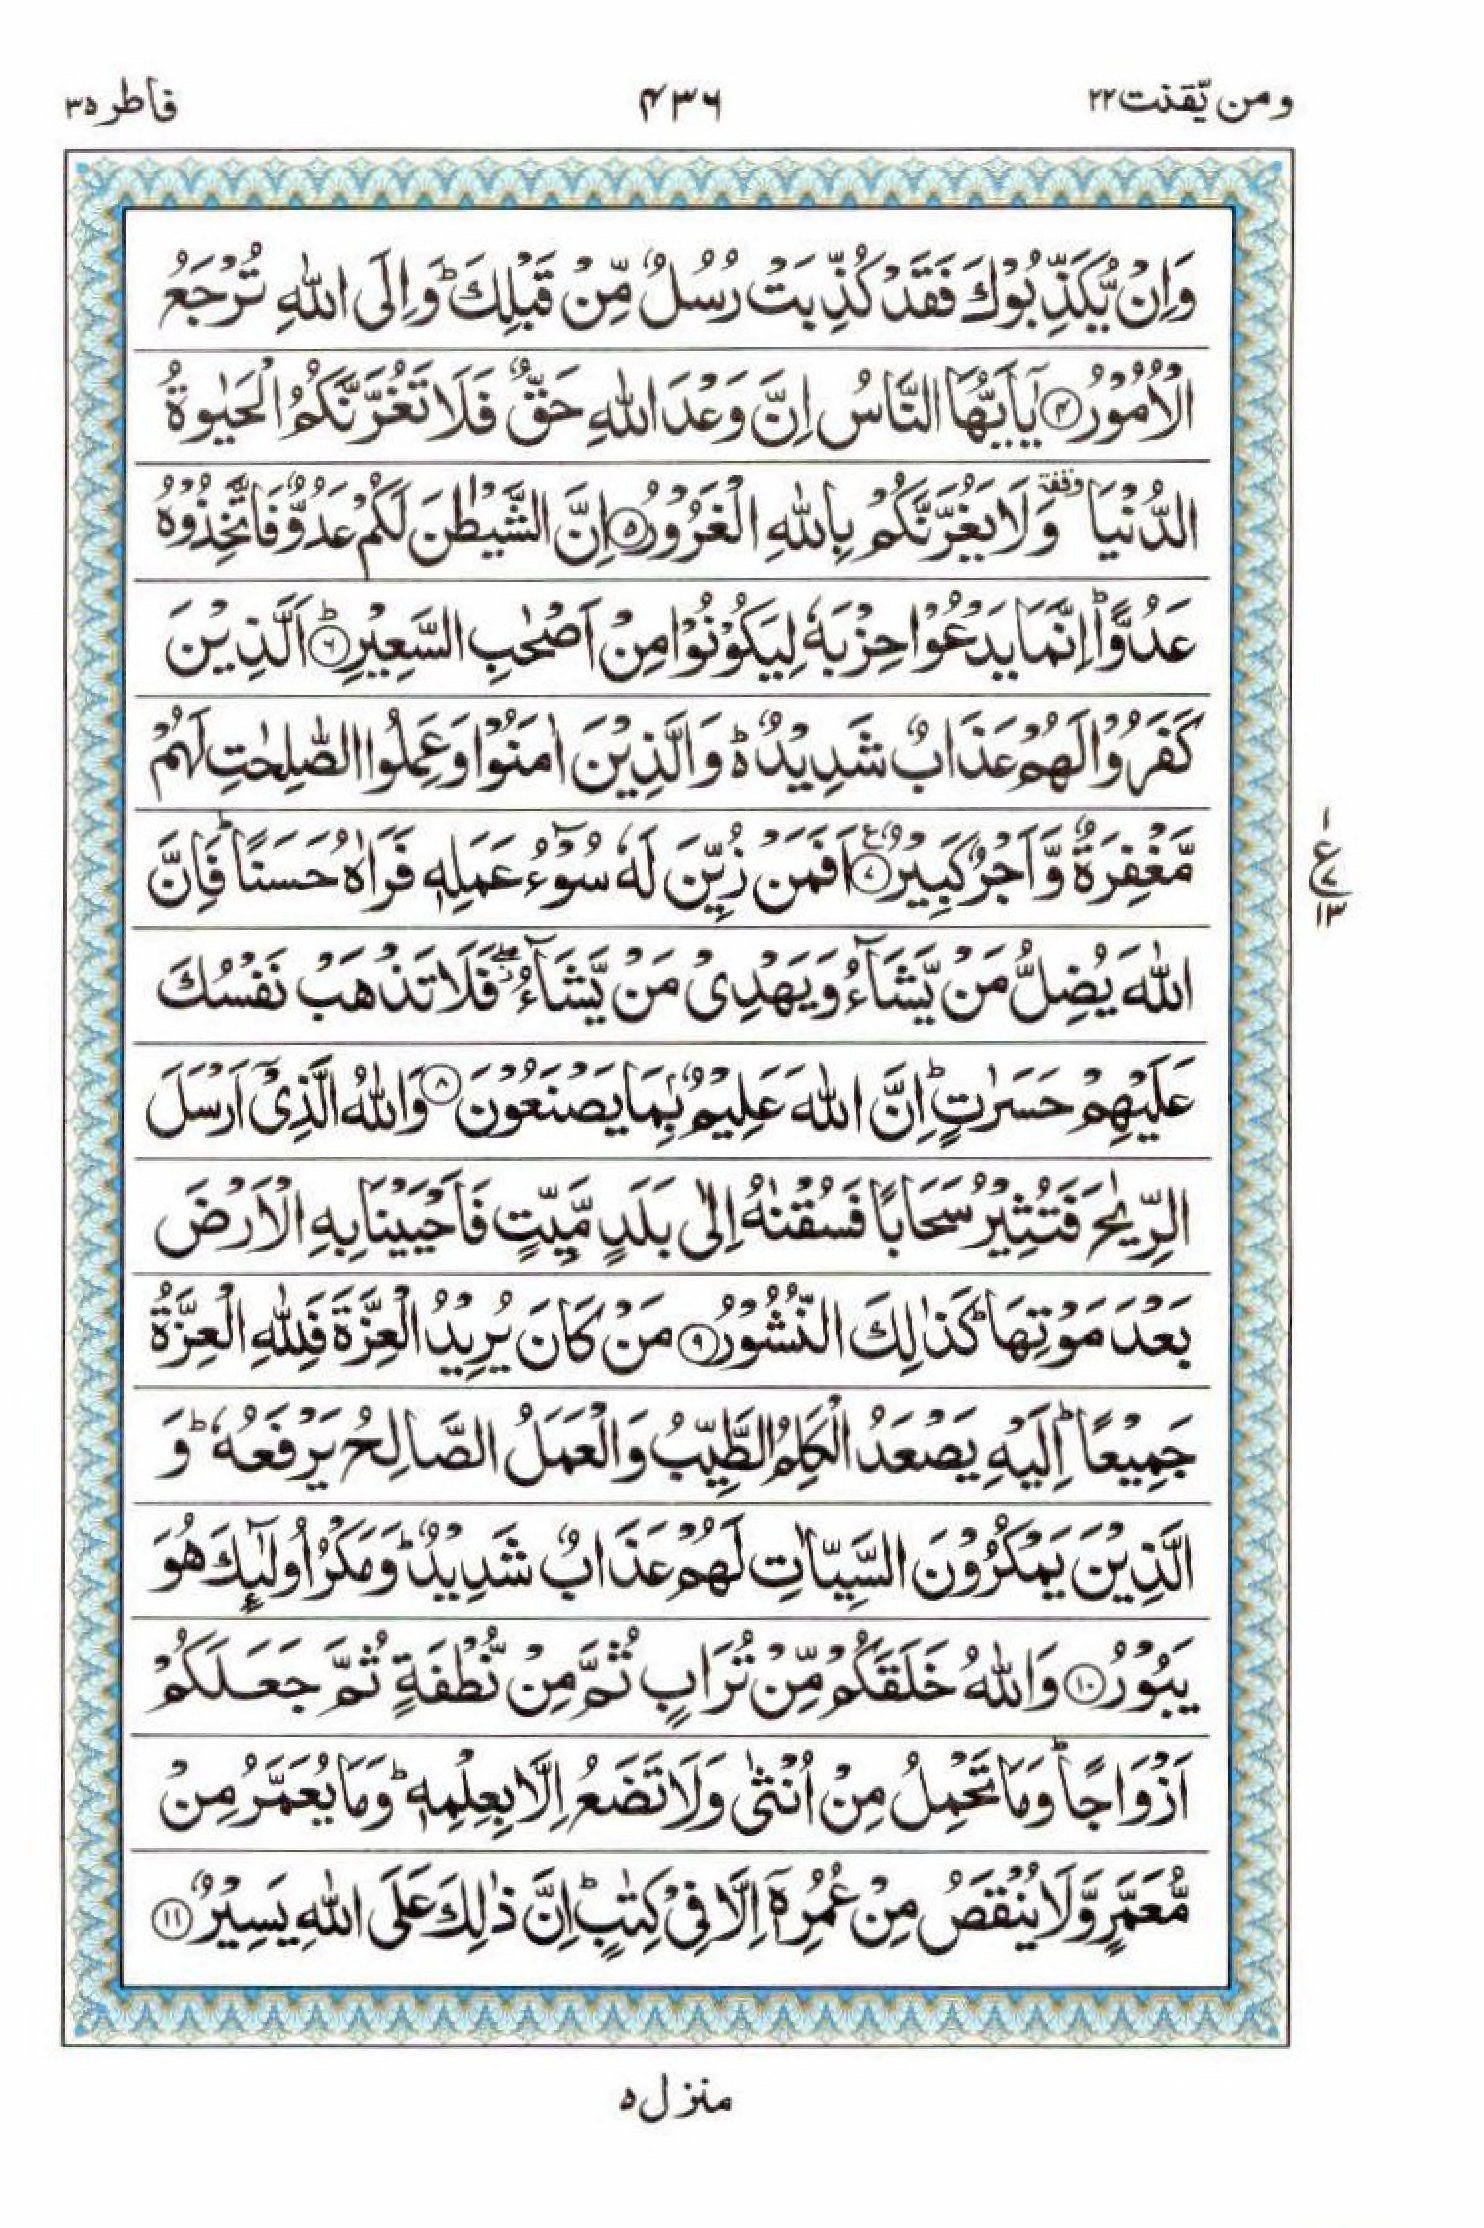 ومن یّقنت ۲۲
۴۳۶
فاطر ۳۵
وَاِنْ یُّكَذِّبُوْكَ فَقَدْ كُذِّبَتْ رُسُلٌ مِّنْ قَبْلِكَ ؕ وَاِلَی اللّٰهِ تُرْجَعُ
الْاُمُوْرُ ۴ یٰۤاَیُّهَا النَّاسُ اِنَّ وَعْدَ اللّٰهِ حَقٌّ فَلَا تَغُرَّنَّكُمُ الْحَیٰوةُ
الدُّنْیَا وقفة وَلَا یَغُرَّنَّكُمْ بِاللّٰهِ الْغَرُوْرُ ۵ اِنَّ الشَّیْطٰنَ لَكُمْ عَدُوٌّ فَاتَّخِذُوْهُ
عَدُوًّا ؕ اِنَّمَا یَدْعُوْا حِزْبَهٗ لِیَكُوْنُوْا مِنْ اَصْحٰبِ السَّعِیْرِ ؕ ۶ اَلَّذِیْنَ
كَفَرُوْا لَهُمْ عَذَابٌ شَدِیْدٌ ؕ وَالَّذِیْنَ اٰمَنُوْا وَعَمِلُوا الصّٰلِحٰتِ لَهُمْ
مَّغْفِرَةٌ وَّاَجْرٌ كَبِیْرٌ ۷ ع اَفَمَنْ زُیِّنَ لَهٗ سُوْٓءُ عَمَلِهٖ فَرَاٰهُ حَسَنًا ؕ فَاِنَّ
۱
ع
۷
۱۳
اللّٰهَ یُضِلُّ مَنْ یَّشَآءُ وَیَهْدِیْ مَنْ یَّشَآءُ ۖؗ فَلَا تَذْهَبْ نَفْسُكَ
عَلَیْهِمْ حَسَرٰتٍ ؕ اِنَّ اللّٰهَ عَلِیْمٌۢ بِمَا یَصْنَعُوْنَ ۸ وَاللّٰهُ الَّذِیْۤ اَرْسَلَ
الرِّیٰحَ فَتُثِیْرُ سَحَابًا فَسُقْنٰهُ اِلٰی بَلَدٍ مَّیِّتٍ فَاَحْیَیْنَا بِهِ الْاَرْضَ
بَعْدَ مَوْتِهَا ؕ كَذٰلِكَ النُّشُوْرُ ۹ مَنْ كَانَ یُرِیْدُ الْعِزَّةَ فَلِلّٰهِ الْعِزَّةُ
جَمِیْعًا ؕ اِلَیْهِ یَصْعَدُ الْكَلِمُ الطَّیِّبُ وَالْعَمَلُ الصَّالِحُ یَرْفَعُهٗ ؕ وَ
الَّذِیْنَ یَمْكُرُوْنَ السَّیِّاٰتِ لَهُمْ عَذَابٌ شَدِیْدٌ ؕ وَمَكْرُ اُولٰٓىِٕكَ هُوَ
یَبُوْرُ ۱۰ وَاللّٰهُ خَلَقَكُمْ مِّنْ تُرَابٍ ثُمَّ مِنْ نُّطْفَةٍ ثُمَّ جَعَلَكُمْ
اَزْوَاجًا ؕ وَمَا تَحْمِلُ مِنْ اُنْثٰی وَلَا تَضَعُ اِلَّا بِعِلْمِهٖ ؕ وَمَا یُعَمَّرُ مِنْ
مُّعَمَّرٍ وَّلَا یُنْقَصُ مِنْ عُمُرِهٖۤ اِلَّا فِیْ كِتٰبٍ ؕ اِنَّ ذٰلِكَ عَلَی اللّٰهِ یَسِیْرٌ ۱۱
منزل ۵